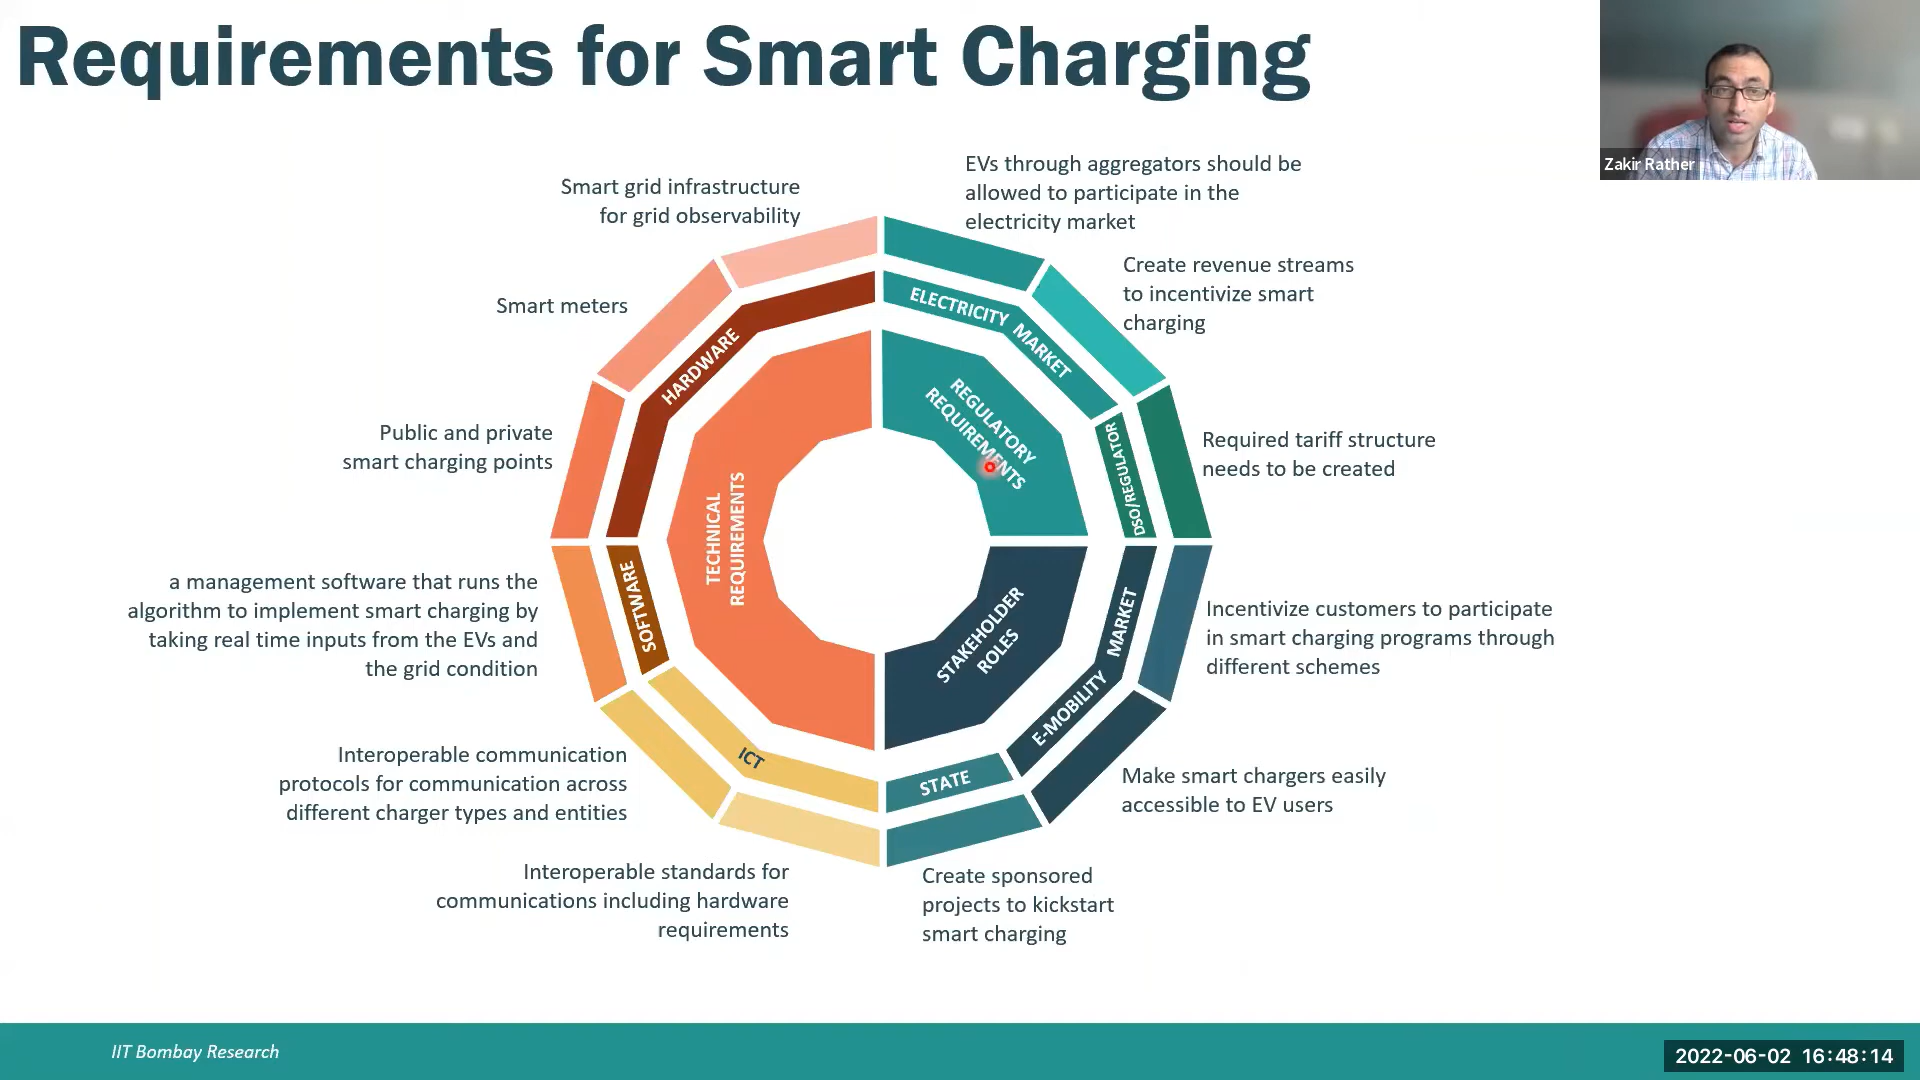 Requirements for Smart Charging
Zakir Rather
Smart grid infrastructure
for grid observability
EVs through aggregators should be
allowed to participate in the
electricity market
Create revenue streams
to incentivize smart
charging
Smart meters
Public and private
smart charging points
Required tariff structure
needs to be created
a management software that runs the
algorithm to implement smart charging by
taking real time inputs from the EVs and
the grid condition
Incentivize customers to participate
in smart charging programs through
different schemes
Interoperable communication
protocols for communication across
different charger types and entities
Make smart chargers easily
accessible to EV users
Interoperable standards for
communications including hardware
requirements
Create sponsored
projects to kickstart
smart charging
HARDWARE
ELECTRICITY MARKET
DSO/REGULATOR
SOFTWARE
ICT
STATE
E-MOBILITY MARKET
TECHNICAL
REQUIREMENTS
REGULATORY
REQUIREMENTS
STAKEHOLDER
ROLES
IIT Bombay Research
2022-06-02 16:48:14